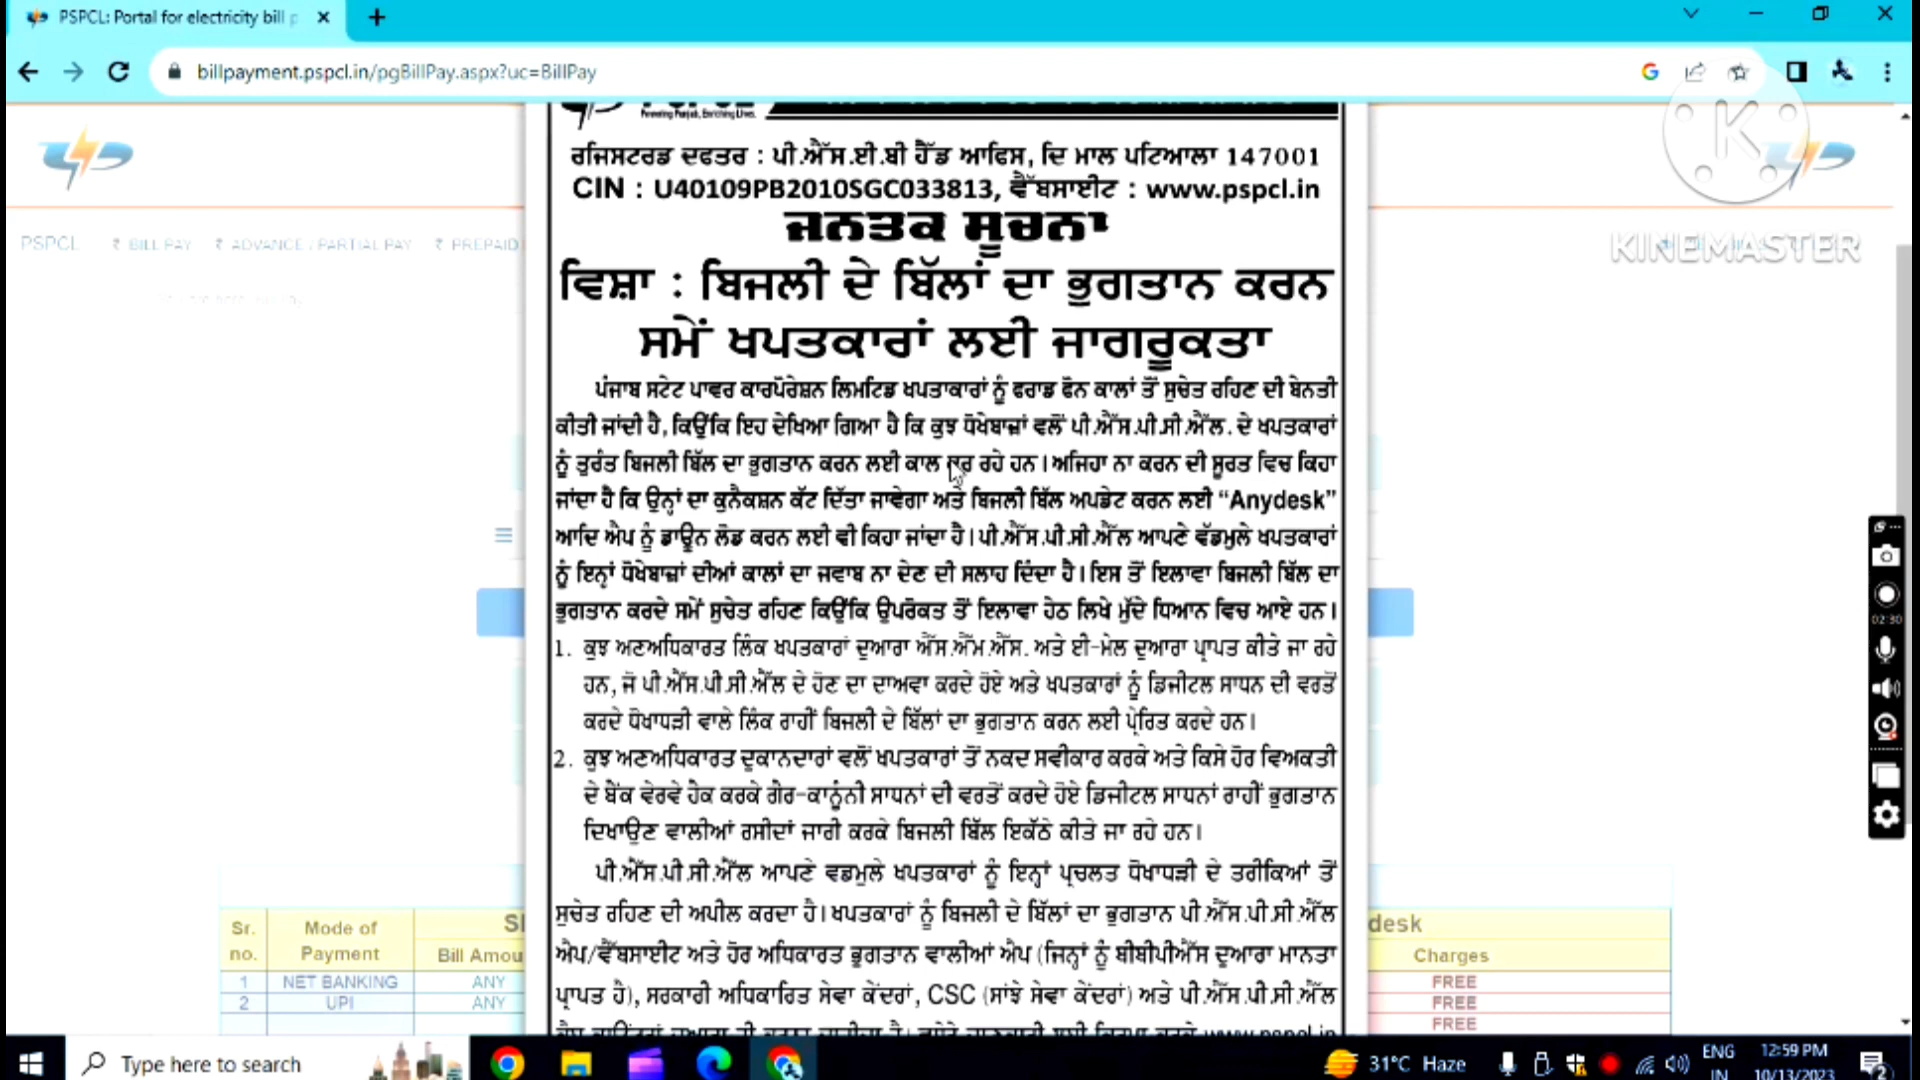 PSPCL: Portal for electricity bill p
billpayment.pspcl.in/pgBillPay.aspx?uc=BillPay
Powering Punjab, Enriching Lives.
ਰਜਿਸਟਰਡ ਦਫਤਰ : ਪੀ.ਐੱਸ.ਈ.ਬੀ ਹੈੱਡ ਆਫਿਸ, ਦਿ ਮਾਲ ਪਟਿਆਲਾ 147001
CIN : U40109PB2010SGC033813, ਵੈੱਬਸਾਈਟ : www.pspcl.in
ਜਨਤਕ ਸੂਚਨਾ
KINEMASTER
PSPCL ₹ BILL PAY ₹ ADVANCE / PARTIAL PAY ₹ PREPAID
ਵਿਸ਼ਾ : ਬਿਜਲੀ ਦੇ ਬਿੱਲਾਂ ਦਾ ਭੁਗਤਾਨ ਕਰਨ
ਸਮੇਂ ਖਪਤਕਾਰਾਂ ਲਈ ਜਾਗਰੂਕਤਾ
ਪੰਜਾਬ ਸਟੇਟ ਪਾਵਰ ਕਾਰਪੋਰੇਸ਼ਨ ਲਿਮਟਿਡ ਖਪਤਾਕਾਰਾਂ ਨੂੰ ਫਰਾਡ ਫੋਨ ਕਾਲਾਂ ਤੋਂ ਸੁਚੇਤ ਰਹਿਣ ਦੀ ਬੇਨਤੀ
ਕੀਤੀ ਜਾਂਦੀ ਹੈ, ਕਿਉਂਕਿ ਇਹ ਦੇਖਿਆ ਗਿਆ ਹੈ ਕਿ ਕੁਝ ਧੋਖੇਬਾਜ਼ਾਂ ਵਲੋਂ ਪੀ.ਐੱਸ.ਪੀ.ਸੀ.ਐੱਲ. ਦੇ ਖਪਤਕਾਰਾਂ
ਨੂੰ ਤੁਰੰਤ ਬਿਜਲੀ ਬਿੱਲ ਦਾ ਭੁਗਤਾਨ ਕਰਨ ਲਈ ਕਾਲ ਕਰ ਰਹੇ ਹਨ। ਅਜਿਹਾ ਨਾ ਕਰਨ ਦੀ ਸੂਰਤ ਵਿਚ ਕਿਹਾ
ਜਾਂਦਾ ਹੈ ਕਿ ਉਨ੍ਹਾਂ ਦਾ ਕੁਨੈਕਸ਼ਨ ਕੱਟ ਦਿੱਤਾ ਜਾਵੇਗਾ ਅਤੇ ਬਿਜਲੀ ਬਿੱਲ ਅਪਡੇਟ ਕਰਨ ਲਈ “Anydesk”
ਆਦਿ ਐਪ ਨੂੰ ਡਾਊਨ ਲੋਡ ਕਰਨ ਲਈ ਵੀ ਕਿਹਾ ਜਾਂਦਾ ਹੈ। ਪੀ.ਐੱਸ.ਪੀ.ਸੀ.ਐੱਲ ਆਪਣੇ ਵੱਡਮੁਲੇ ਖਪਤਕਾਰਾਂ
ਨੂੰ ਇਨ੍ਹਾਂ ਧੋਖੇਬਾਜ਼ਾਂ ਦੀਆਂ ਕਾਲਾਂ ਦਾ ਜਵਾਬ ਨਾ ਦੇਣ ਦੀ ਸਲਾਹ ਦਿੰਦਾ ਹੈ। ਇਸ ਤੋਂ ਇਲਾਵਾ ਬਿਜਲੀ ਬਿੱਲ ਦਾ
ਭੁਗਤਾਨ ਕਰਦੇ ਸਮੇਂ ਸੁਚੇਤ ਰਹਿਣ ਕਿਉਂਕਿ ਉਪਰੋਕਤ ਤੋਂ ਇਲਾਵਾ ਹੇਠ ਲਿਖੇ ਮੁੱਦੇ ਧਿਆਨ ਵਿਚ ਆਏ ਹਨ।
1. ਕੁਝ ਅਣਅਧਿਕਾਰਤ ਲਿੰਕ ਖਪਤਕਾਰਾਂ ਦੁਆਰਾ ਐੱਸ.ਐੱਮ.ਐੱਸ. ਅਤੇ ਈ-ਮੇਲ ਦੁਆਰਾ ਪ੍ਰਾਪਤ ਕੀਤੇ ਜਾ ਰਹੇ
ਹਨ, ਜੋ ਪੀ.ਐੱਸ.ਪੀ.ਸੀ.ਐੱਲ ਦੇ ਹੋਣ ਦਾ ਦਾਅਵਾ ਕਰਦੇ ਹੋਏ ਅਤੇ ਖਪਤਕਾਰਾਂ ਨੂੰ ਡਿਜੀਟਲ ਸਾਧਨ ਦੀ ਵਰਤੋਂ
ਕਰਦੇ ਧੋਖਾਧੜੀ ਵਾਲੇ ਲਿੰਕ ਰਾਹੀਂ ਬਿਜਲੀ ਦੇ ਬਿੱਲਾਂ ਦਾ ਭੁਗਤਾਨ ਕਰਨ ਲਈ ਪ੍ਰੇਰਿਤ ਕਰਦੇ ਹਨ।
2. ਕੁਝ ਅਣਅਧਿਕਾਰਤ ਦੁਕਾਨਦਾਰਾਂ ਵਲੋਂ ਖਪਤਕਾਰਾਂ ਤੋਂ ਨਕਦ ਸਵੀਕਾਰ ਕਰਕੇ ਅਤੇ ਕਿਸੇ ਹੋਰ ਵਿਅਕਤੀ
ਦੇ ਬੈਂਕ ਵੇਰਵੇ ਹੈਕ ਕਰਕੇ ਗੈਰ-ਕਾਨੂੰਨੀ ਸਾਧਨਾਂ ਦੀ ਵਰਤੋਂ ਕਰਦੇ ਹੋਏ ਡਿਜੀਟਲ ਸਾਧਨਾਂ ਰਾਹੀਂ ਭੁਗਤਾਨ
ਦਿਖਾਉਣ ਵਾਲੀਆਂ ਰਸੀਦਾਂ ਜਾਰੀ ਕਰਕੇ ਬਿਜਲੀ ਬਿੱਲ ਇਕੱਠੇ ਕੀਤੇ ਜਾ ਰਹੇ ਹਨ।
ਪੀ.ਐੱਸ.ਪੀ.ਸੀ.ਐੱਲ ਆਪਣੇ ਵਡਮੁਲੇ ਖਪਤਕਾਰਾਂ ਨੂੰ ਇਨ੍ਹਾਂ ਪ੍ਰਚਲਤ ਧੋਖਾਧੜੀ ਦੇ ਤਰੀਕਿਆਂ ਤੋਂ
ਸੁਚੇਤ ਰਹਿਣ ਦੀ ਅਪੀਲ ਕਰਦਾ ਹੈ। ਖਪਤਕਾਰਾਂ ਨੂੰ ਬਿਜਲੀ ਦੇ ਬਿੱਲਾਂ ਦਾ ਭੁਗਤਾਨ ਪੀ.ਐੱਸ.ਪੀ.ਸੀ.ਐੱਲ
ਐਪ/ਵੈੱਬਸਾਈਟ ਅਤੇ ਹੋਰ ਅਧਿਕਾਰਤ ਭੁਗਤਾਨ ਵਾਲੀਆਂ ਐਪ (ਜਿਨ੍ਹਾਂ ਨੂੰ ਬੀਬੀਪੀਐੱਸ ਦੁਆਰਾ ਮਾਨਤਾ
ਪ੍ਰਾਪਤ ਹੈ), ਸਰਕਾਰੀ ਅਧਿਕਾਰਿਤ ਸੇਵਾ ਕੇਂਦਰਾਂ, CSC (ਸਾਂਝੇ ਸੇਵਾ ਕੇਂਦਰਾਂ) ਅਤੇ ਪੀ.ਐੱਸ.ਪੀ.ਸੀ.ਐੱਲ
02:30
desk
Sr. no. Mode of Payment Bill Amou Charges
1 NET BANKING ANY FREE
2 UPI ANY FREE
FREE
Type here to search 31°C Haze ENG IN 12:59 PM 10/13/2023 2